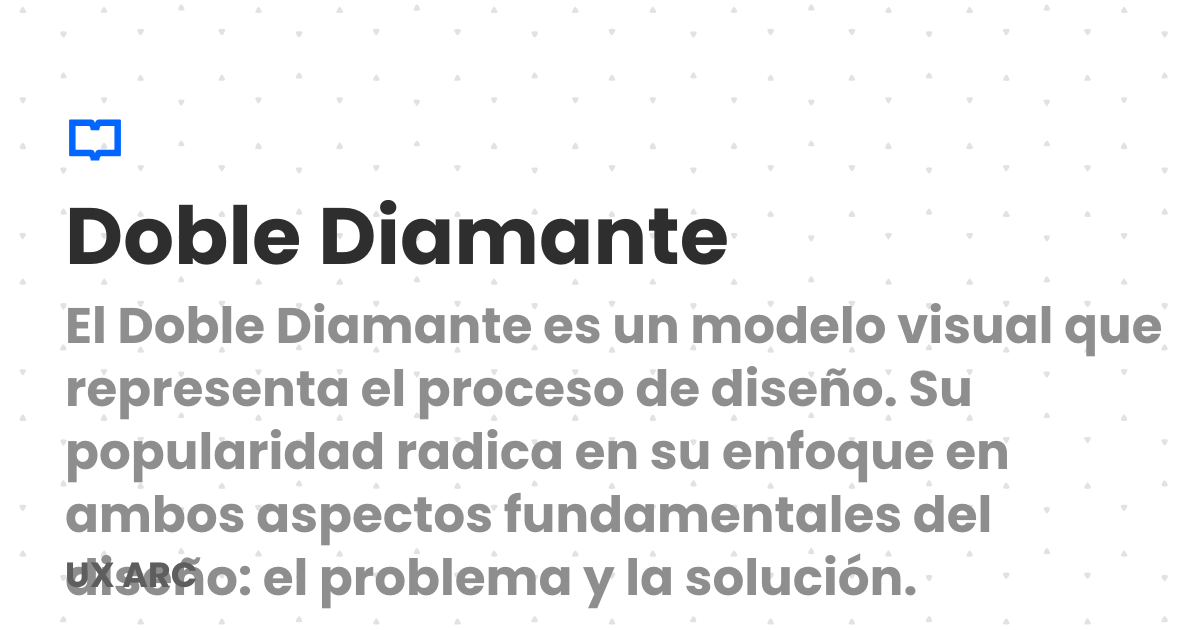 Doble Diamante
El Doble Diamante es un modelo visual que
representa el proceso de diseño. Su
popularidad radica en su enfoque en
ambos aspectos fundamentales del
diseño: el problema y la solución.
UX ARC